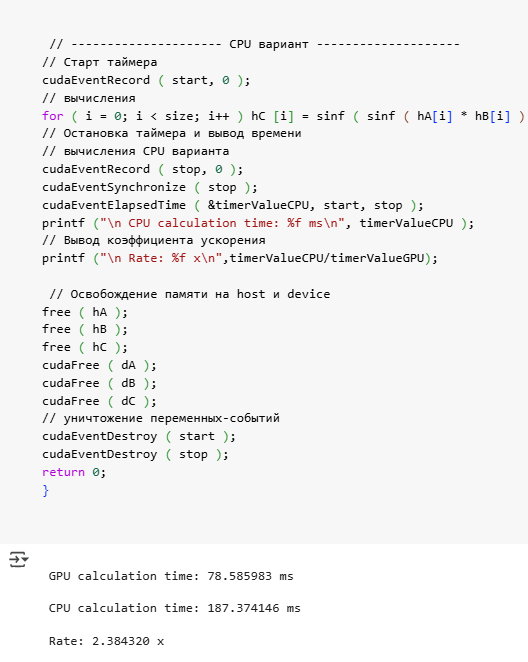 // --------------------- CPU вариант --------------------
// Старт таймера
cudaEventRecord ( start, 0 );
// вычисления
for ( i = 0; i < size; i++ ) hC [i] = sinf ( sinf ( hA[i] * hB[i] )
// Остановка таймера и вывод времени
// вычисления CPU варианта
cudaEventRecord ( stop, 0 );
cudaEventSynchronize ( stop );
cudaEventElapsedTime ( &timerValueCPU, start, stop );
printf ("\n CPU calculation time: %f ms\n", timerValueCPU );
// Вывод коэффициента ускорения
printf ("\n Rate: %f x\n",timerValueCPU/timerValueGPU);
// Освобождение памяти на host и device
free ( hA );
free ( hB );
free ( hC );
cudaFree ( dA );
cudaFree ( dB );
cudaFree ( dC );
// уничтожение переменных-событий
cudaEventDestroy ( start );
cudaEventDestroy ( stop );
return 0;
}
GPU calculation time: 78.585983 ms
CPU calculation time: 187.374146 ms
Rate: 2.384320 x